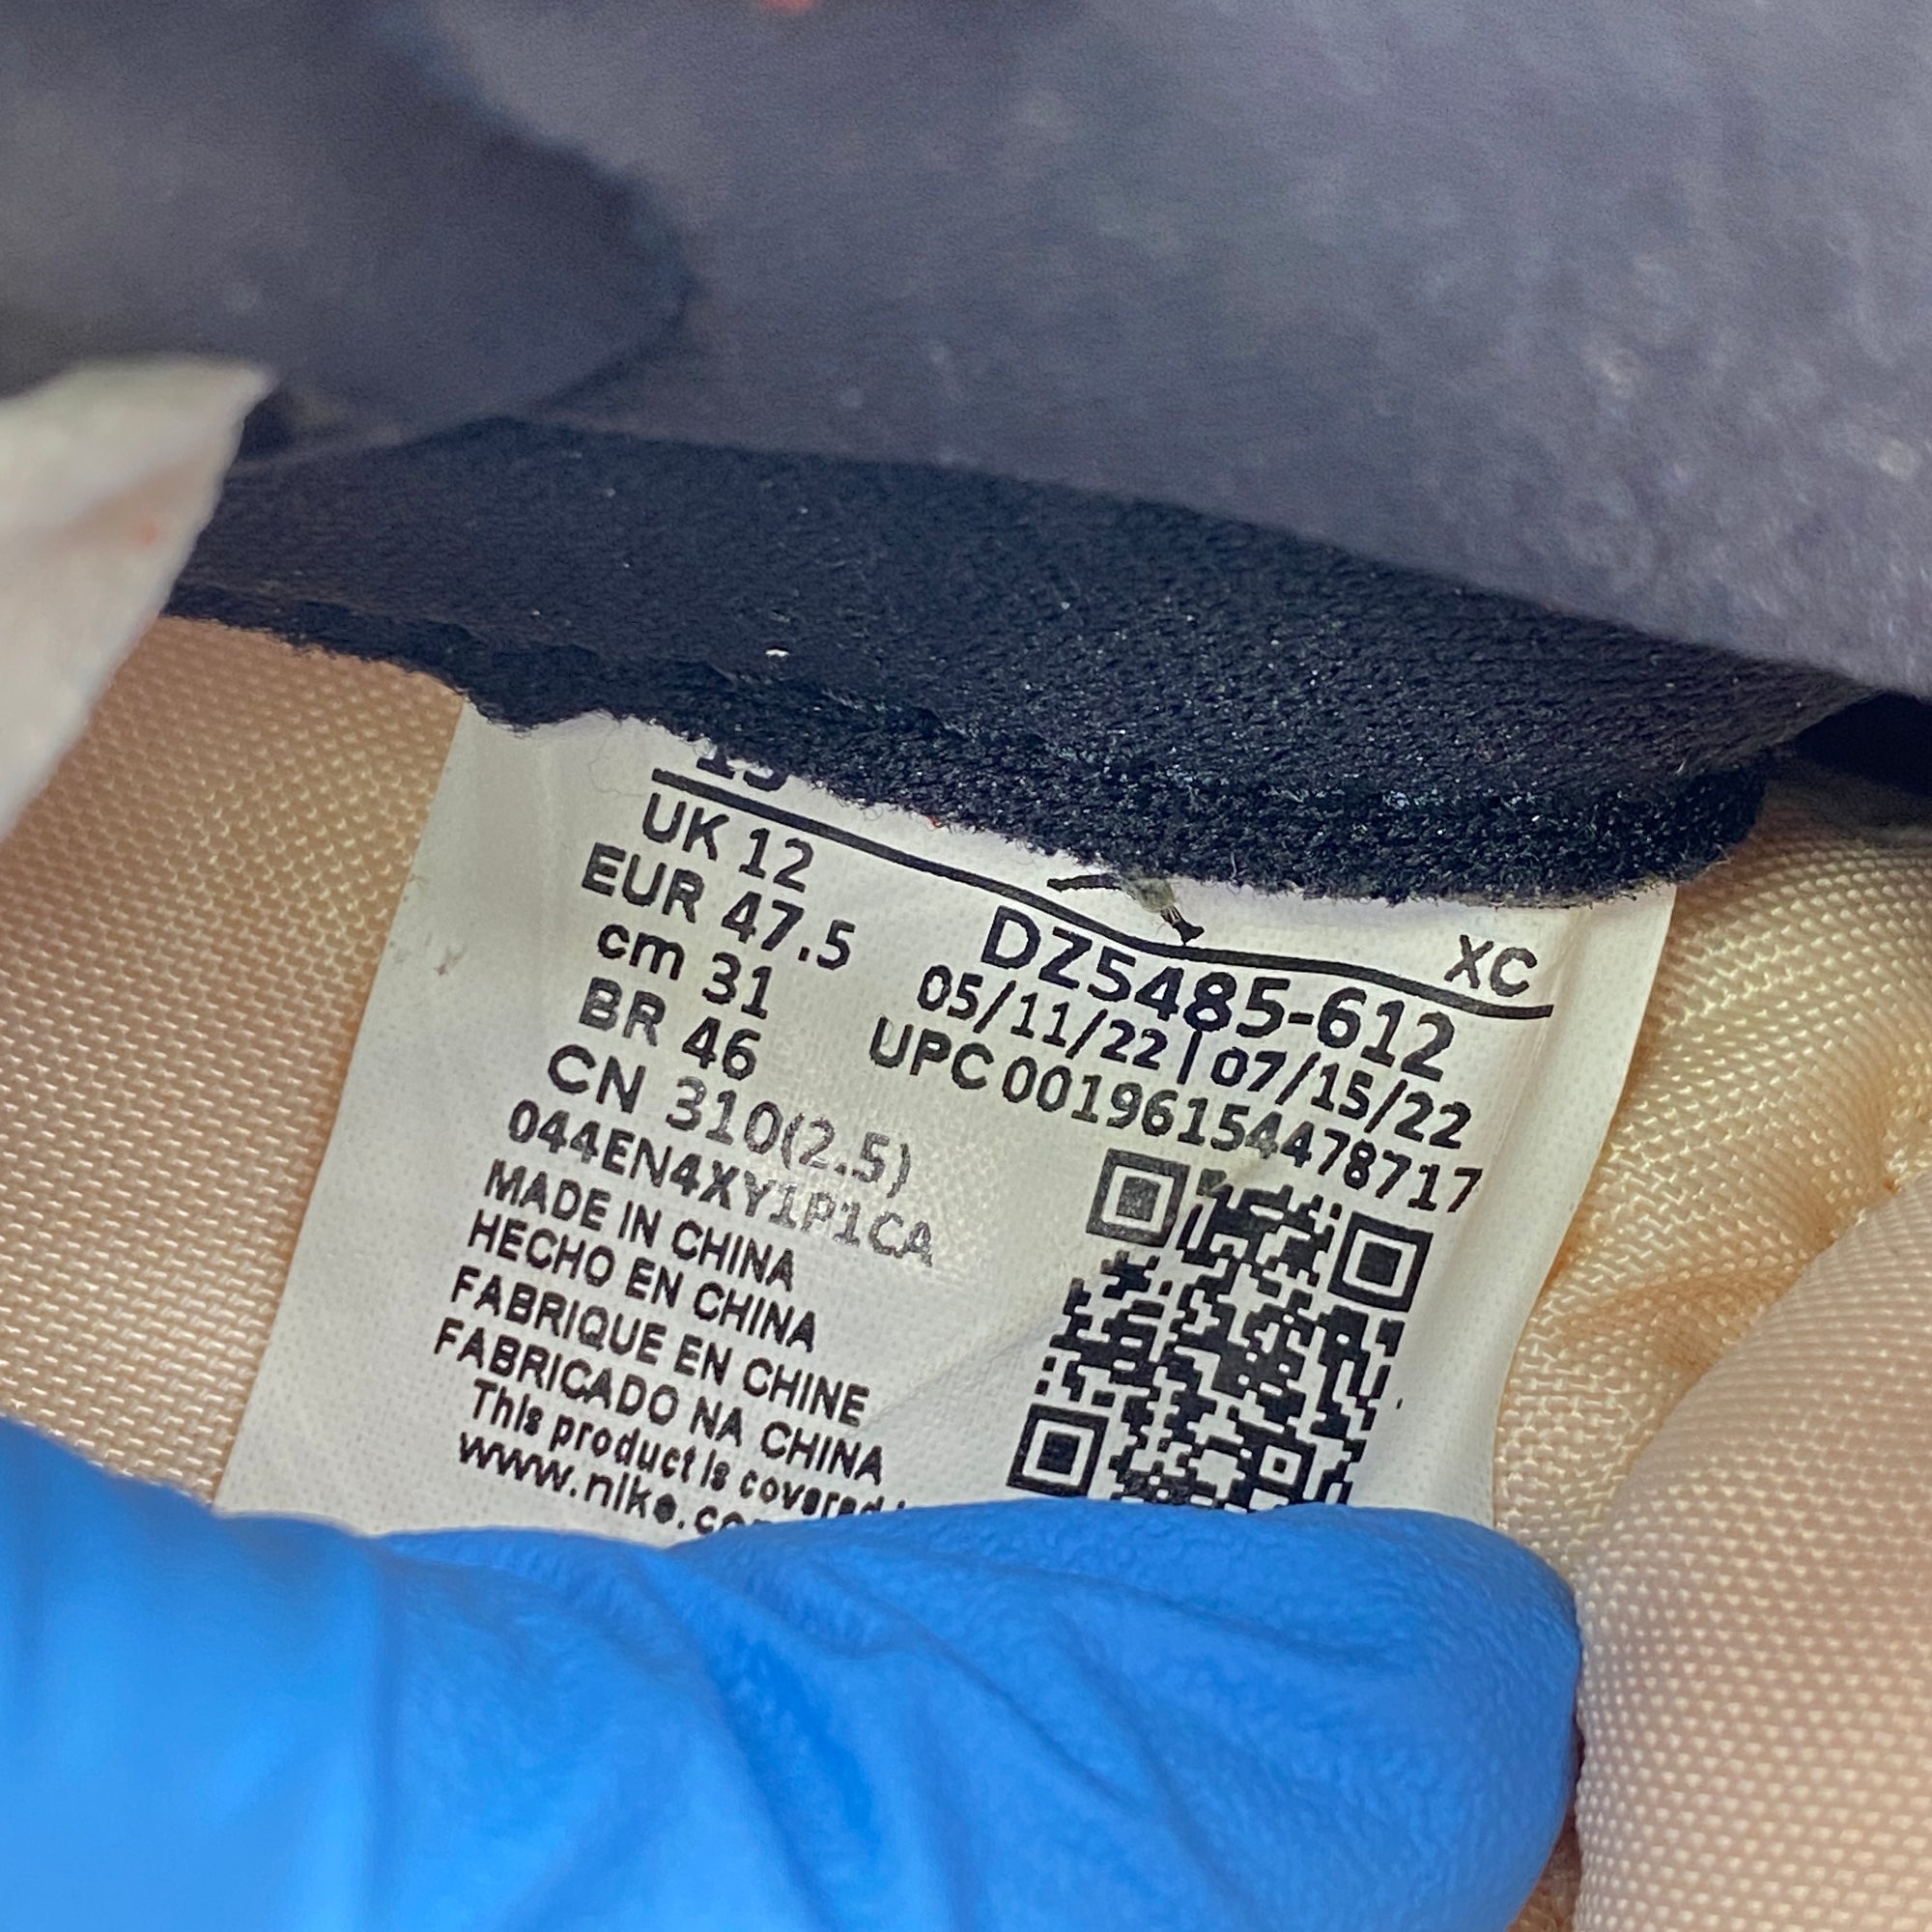 UK 12
EUR 47.5
cm 31
BR 46
CN 310(2.5)
044EN4XY1P1CA
MADE IN CHINA
HECHO EN CHINA
FABRIQUE EN CHINE
FABRICADO NA CHINA
This product is covered
www.nike.co
XC
DZ5485-612
05/11/22 | 07/15/22
UPC 00196154478717